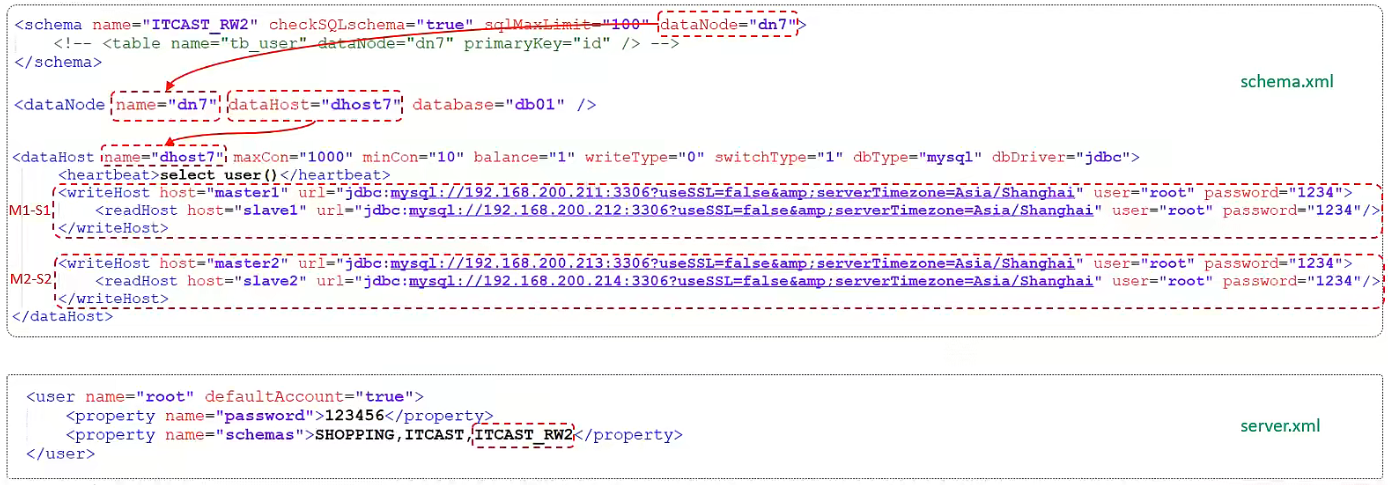 <schema name="ITCAST_RW2" checkSQLschema="true" sqlMaxLimit="100" dataNode="dn7">
<!-- <table name="tb_user" dataNode="dn7" primaryKey="id" /> -->
</schema>
schema.xml
<dataNode name="dn7" dataHost="dhost7" database="db01" />
<dataHost name="dhost7" maxCon="1000" minCon="10" balance="1" writeType="0" switchType="1" dbType="mysql" dbDriver="jdbc">
<heartbeat>select user()</heartbeat>
<writeHost host="master1" url="jdbc:mysql://192.168.200.211:3306?useSSL=false&amp;serverTimezone=Asia/Shanghai" user="root" password="1234">
M1-S1 <readHost host="slave1" url="jdbc:mysql://192.168.200.212:3306?useSSL=false&amp;serverTimezone=Asia/Shanghai" user="root" password="1234"/>
</writeHost>
<writeHost host="master2" url="jdbc:mysql://192.168.200.213:3306?useSSL=false&amp;serverTimezone=Asia/Shanghai" user="root" password="1234">
M2-S2 <readHost host="slave2" url="jdbc:mysql://192.168.200.214:3306?useSSL=false&amp;serverTimezone=Asia/Shanghai" user="root" password="1234"/>
</writeHost>
</dataHost>
<user name="root" defaultAccount="true">
<property name="password">123456</property>
<property name="schemas">SHOPPING,ITCAST,ITCAST_RW2</property>
</user>
server.xml